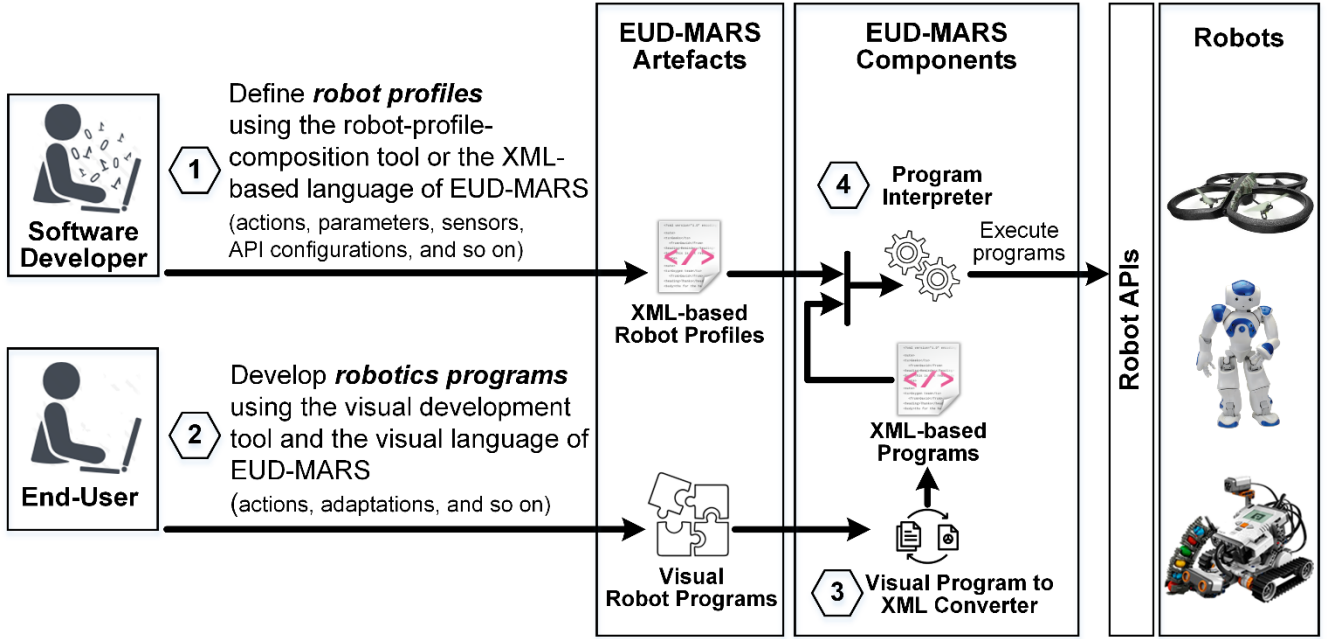 EUD-MARS
Artefacts
EUD-MARS
Components
Robots
Software
Developer
1
Define robot profiles
using the robot-profile-
composition tool or the XML-
based language of EUD-MARS
(actions, parameters, sensors,
API configurations, and so on)
</>
XML-based
Robot Profiles
4
Program
Interpreter
Execute
programs
Robot APIs
End-User
2
Develop robotics programs
using the visual development
tool and the visual language of
EUD-MARS
(actions, adaptations, and so on)
Visual
Robot Programs
</>
XML-based
Programs
3
Visual Program to
XML Converter